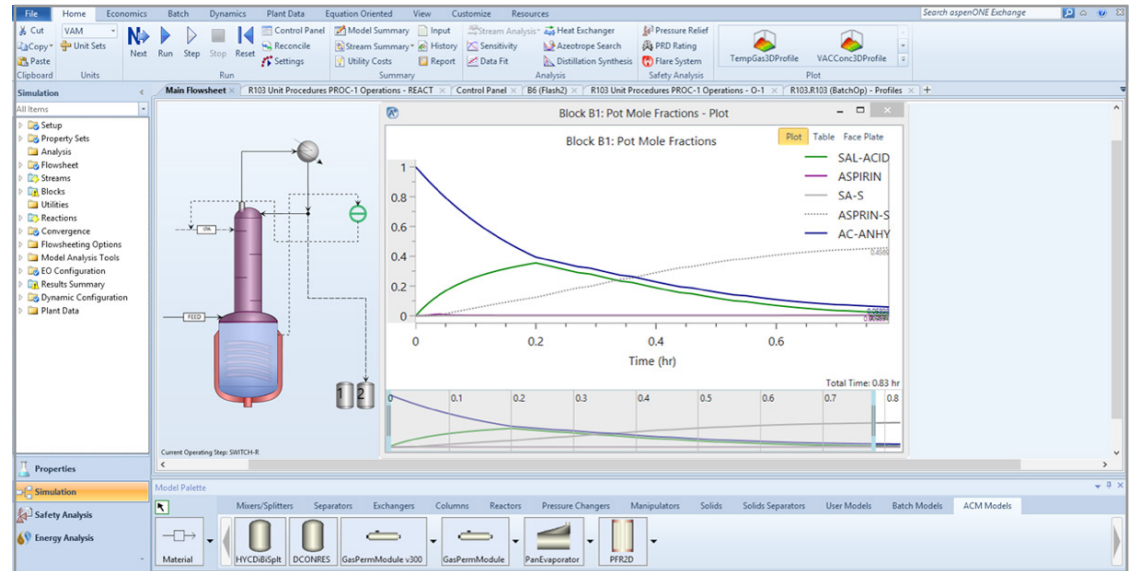 File Home Economics Batch Dynamics Plant Data Equation Oriented View Customize Resources Search aspenONE Exchange
Cut VAM Next Run Step Stop Reset Control Panel Model Summary Input Stream Analysis Heat Exchanger Pressure Relief
Copy Unit Sets Reconcile Stream Summary History Sensitivity Azeotrope Search PRD Rating
Paste Settings Utility Costs Report Data Fit Distillation Synthesis Flare System TempGas3DProfile VACConc3DProfile
Clipboard Units Run Summary Analysis Safety Analysis Plot
Simulation Main Flowsheet R103 Unit Procedures PROC-1 Operations - REACT Control Panel B6 (Flash2) R103 Unit Procedures PROC-1 Operations - O-1 R103.R103 (BatchOp) - Profiles
All Items
Setup
Property Sets
Analysis
Flowsheet
Streams
Blocks
Utilities
Reactions
Convergence
Flowsheeting Options
Model Analysis Tools
EO Configuration
Results Summary
Dynamic Configuration
Plant Data
Properties
Simulation
Safety Analysis
Energy Analysis
FEED
1 2
Current Operating Step: SWITCH-R
Block B1: Pot Mole Fractions - Plot
Block B1: Pot Mole Fractions
Plot Table Face Plate
SAL-ACID
ASPIRIN
SA-S
ASPRIN-S
AC-ANHY
1
0.8
0.6
0.4
0.2
0
0 0.2 0.4 0.6
Time (hr)
Total Time: 0.83 hr
0 0.1 0.2 0.3 0.4 0.5 0.6 0.7 0.8
Model Palette
Mixers/Splitters Separators Exchangers Columns Reactors Pressure Changers Manipulators Solids Solids Separators User Models Batch Models ACM Models
Material HYCDiBiSplt DCONRES GasPermModule v300 GasPermModule PanEvaporator PFR2D